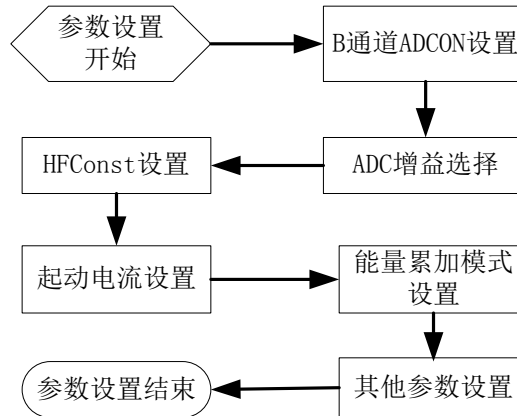 参数设置
开始
B通道ADCON设置
ADC增益选择
HFConst设置
起动电流设置
能量累加模式
设置
其他参数设置
参数设置结束